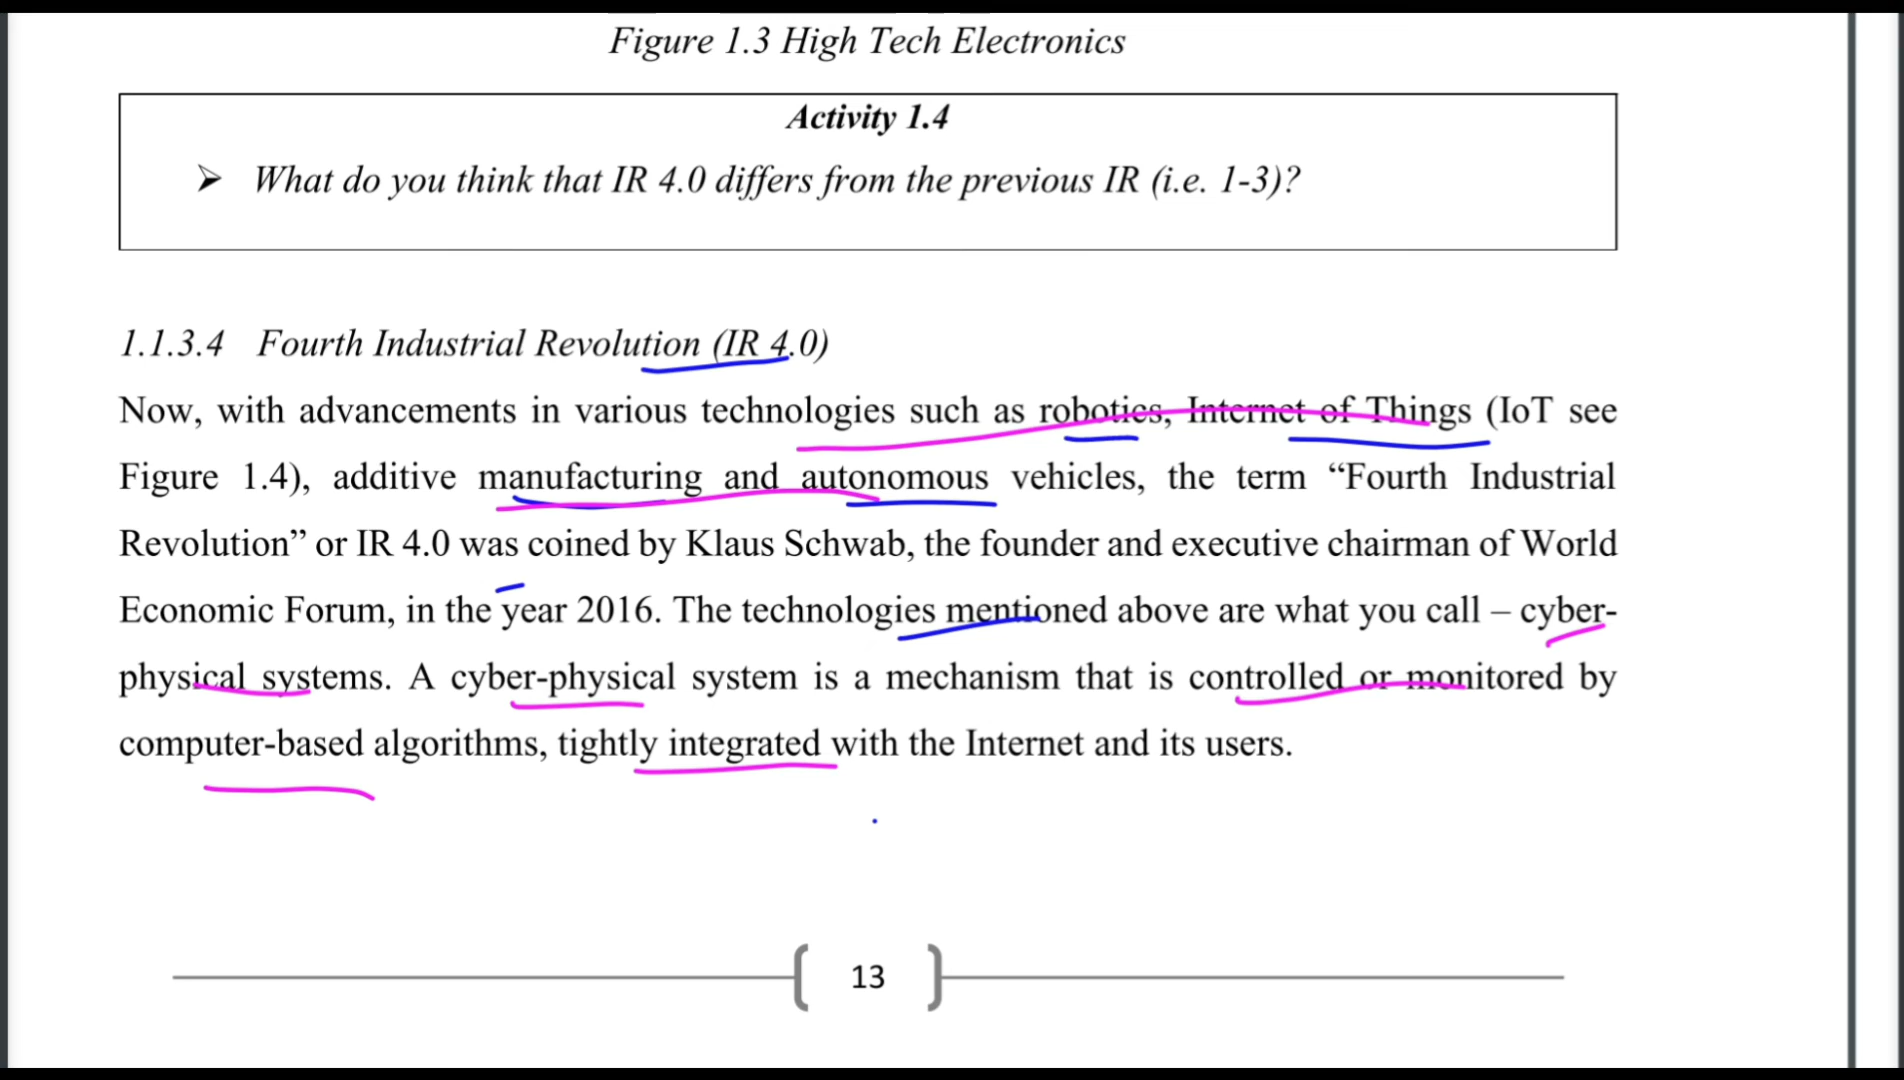 Figure 1.3 High Tech Electronics
Activity 1.4
➢ What do you think that IR 4.0 differs from the previous IR (i.e. 1-3)?
1.1.3.4 Fourth Industrial Revolution (IR 4.0)
Now, with advancements in various technologies such as robotics, Internet of Things (IoT see
Figure 1.4), additive manufacturing and autonomous vehicles, the term “Fourth Industrial
Revolution” or IR 4.0 was coined by Klaus Schwab, the founder and executive chairman of World
Economic Forum, in the year 2016. The technologies mentioned above are what you call – cyber-
physical systems. A cyber-physical system is a mechanism that is controlled or monitored by
computer-based algorithms, tightly integrated with the Internet and its users.
13